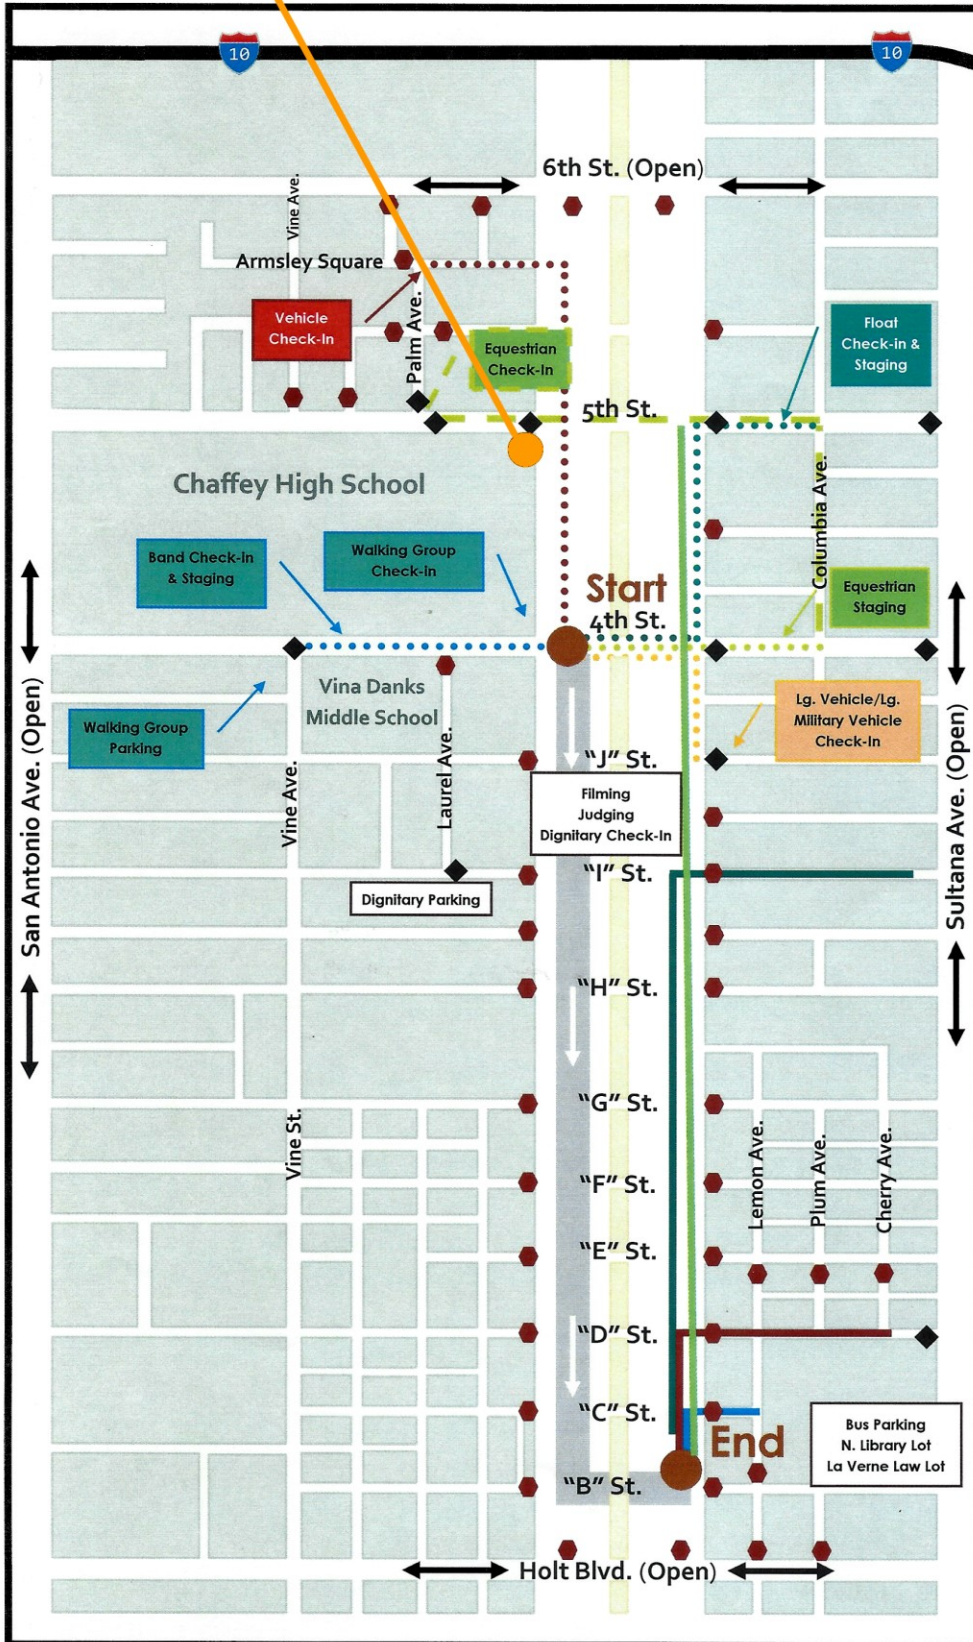 10
10
6th St. (Open)
Vine Ave.
Armsley Square
Vehicle
Check-In
Palm Ave.
Equestrian
Check-In
Float
Check-in &
Staging
5th St.
Chaffey High School
Columbia Ave.
Band Check-in
& Staging
Walking Group
Check-in
Start
4th St.
Equestrian
Staging
San Antonio Ave. (Open)
Sultana Ave. (Open)
Vina Danks
Middle School
Walking Group
Parking
Lg. Vehicle/Lg.
Military Vehicle
Check-In
Vine Ave.
Laurel Ave.
"J" St.
Filming
Judging
Dignitary Check-In
"I" St.
Dignitary Parking
"H" St.
"G" St.
Vine St.
Lemon Ave.
Plum Ave.
Cherry Ave.
"F" St.
"E" St.
"D" St.
"C" St.
End
Bus Parking
N. Library Lot
La Verne Law Lot
"B" St.
Holt Blvd. (Open)